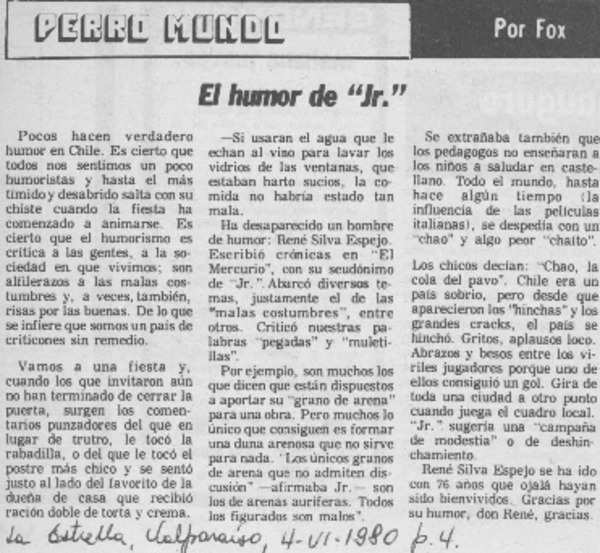 PERRO MUNDO
Por Fox
El humor de "Jr."
Pocos hacen verdadero
humor en Chile. Es cierto que
todos nos sentimos un poco
humoristas y hasta el más
tímido y desabrido salta con su
chiste cuando la fiesta ha
comenzado a animarse. Es
cierto que el humorismo es
crítica a las gentes, a la so-
ciedad en que vivimos; son
alfilerazos a las malas cos-
tumbres y, a veces, también,
risas por las buenas. De lo que
se infiere que somos un país de
criticones sin remedio.
Vamos a una fiesta y,
cuando los que invitaron aún
no han terminado de cerrar la
puerta, surgen los comen-
tarios punzadores del que en
lugar de trutro, le tocó la
rabadilla, o del que le tocó el
postre más chico y se sentó
justo al lado del favorito de la
dueña de casa que recibió
ración doble de torta y crema.
—Si usaran el agua que le
echan al vino para lavar los
vidrios de las ventanas, que
estaban harto sucios, la co-
mida no habría estado tan
mala.
Ha desaparecido un hombre
de humor: René Silva Espejo.
Escribió crónicas en "El
Mercurio", con su seudónimo
de "Jr.". Abarcó diversos te-
mas, justamente el de las
"malas costumbres", entre
otros. Criticó nuestras pa-
labras "pegadas" y "muleti-
llas".
Por ejemplo, son muchos los
que dicen que están dispuestos
a aportar su "grano de arena"
para una obra. Pero muchos lo
único que consiguen es formar
una duna arenosa que no sirve
para nada. "Los únicos granos
de arena que no admiten dis-
cusión" —afirmaba Jr.— son
los de arenas auríferas. Todos
los figurados son malos".
Se extrañaba también que
los pedagogos no enseñaran a
los niños a saludar en caste-
llano. Todo el mundo, hasta
hace algún tiempo (la
influencia de las películas
italianas), se despedía con un
"chao" y algo peor "chaíto".
Los chicos decían: "Chao, la
cola del pavo". Chile era un
país sobrio, pero desde que
aparecieron los "hinchas" y los
grandes cracks, el país se
hinchó. Gritos, aplausos loco.
Abrazos y besos entre los vi-
riles jugadores porque uno de
ellos consiguió un gol. Gira de
toda una ciudad a otro punto
cuando juega el cuadro local.
"Jr." sugería una "campaña
de modestia" o de deshin-
chamiento.
René Silva Espejo se ha ido
con 76 años que ojalá hayan
sido bienvividos. Gracias por
su humor, don René, gracias.
La Estrella, Valparaíso, 4-VI-1980 p. 4.